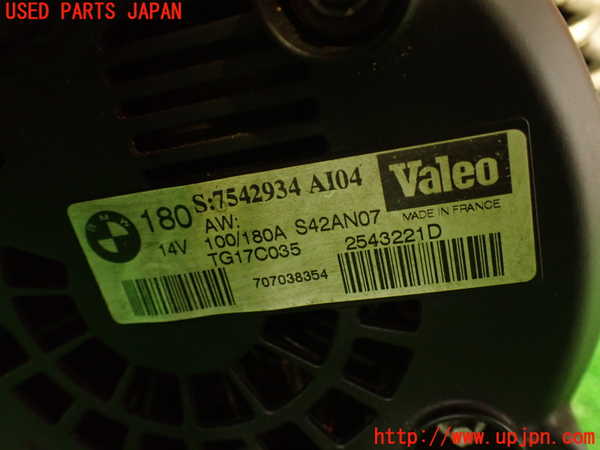 USED PARTS JAPAN
BMW
180
14V
S:7542934 AI04
AW:
100/180A S42AN07
TG17C035
707038354
Valeo
MADE IN FRANCE
2543221D
http://www.upjpn.com/